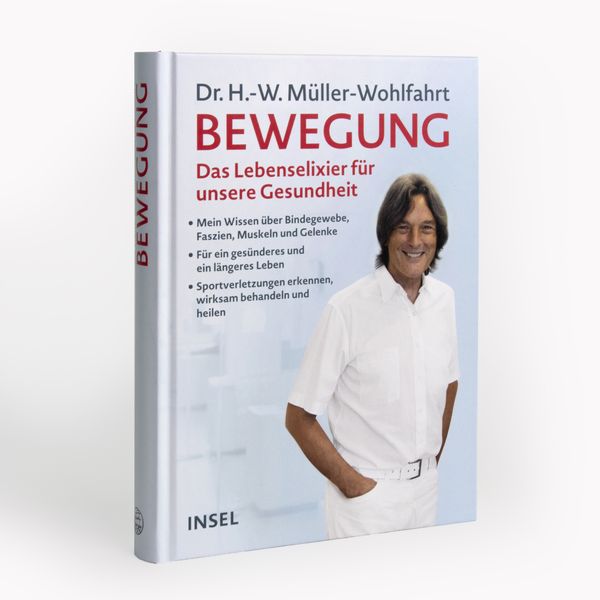 Dr. H.-W. Müller-Wohlfahrt
BEWEGUNG
Das Lebenselixier für
unsere Gesundheit
• Mein Wissen über Bindegewebe,
Faszien, Muskeln und Gelenke
• Für ein gesünderes und
ein längeres Leben
• Sportverletzungen erkennen,
wirksam behandeln und
heilen
INSEL
BEWEGUNG